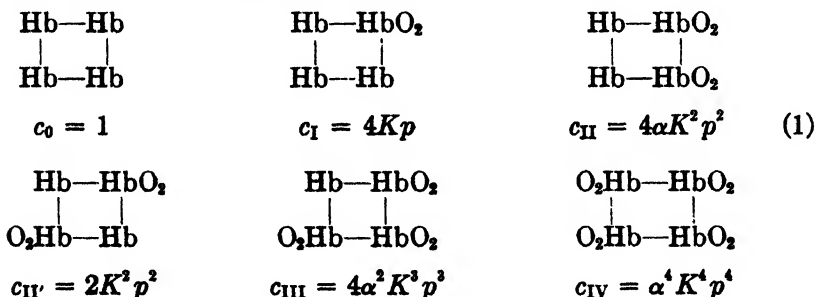 Hb—Hb Hb—HbO₂ Hb—HbO₂
Hb—Hb Hb—Hb Hb—HbO₂
c₀ = 1 c_I = 4Kp c_II = 4αK²p² (1)
Hb—HbO₂ Hb—HbO₂ O₂Hb—HbO₂
O₂Hb—Hb O₂Hb—HbO₂ O₂Hb—HbO₂
c_II′ = 2K²p² c_III = 4α²K³p³ c_IV = α⁴K⁴p⁴